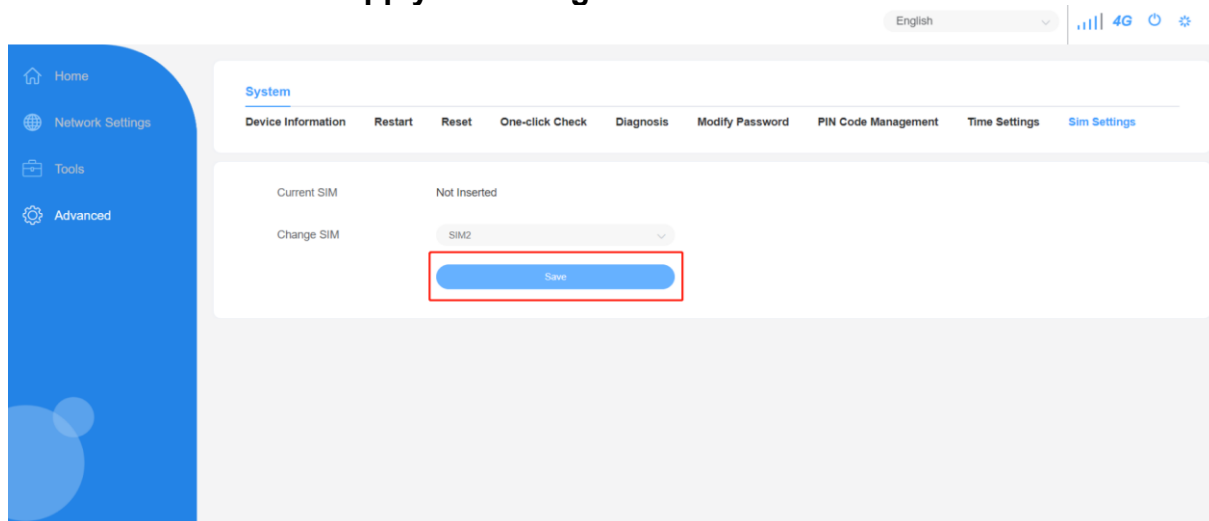 English 4G
Home
Network Settings
Tools
Advanced
System
Device Information Restart Reset One-click Check Diagnosis Modify Password PIN Code Management Time Settings Sim Settings
Current SIM Not Inserted
Change SIM SIM2
Save